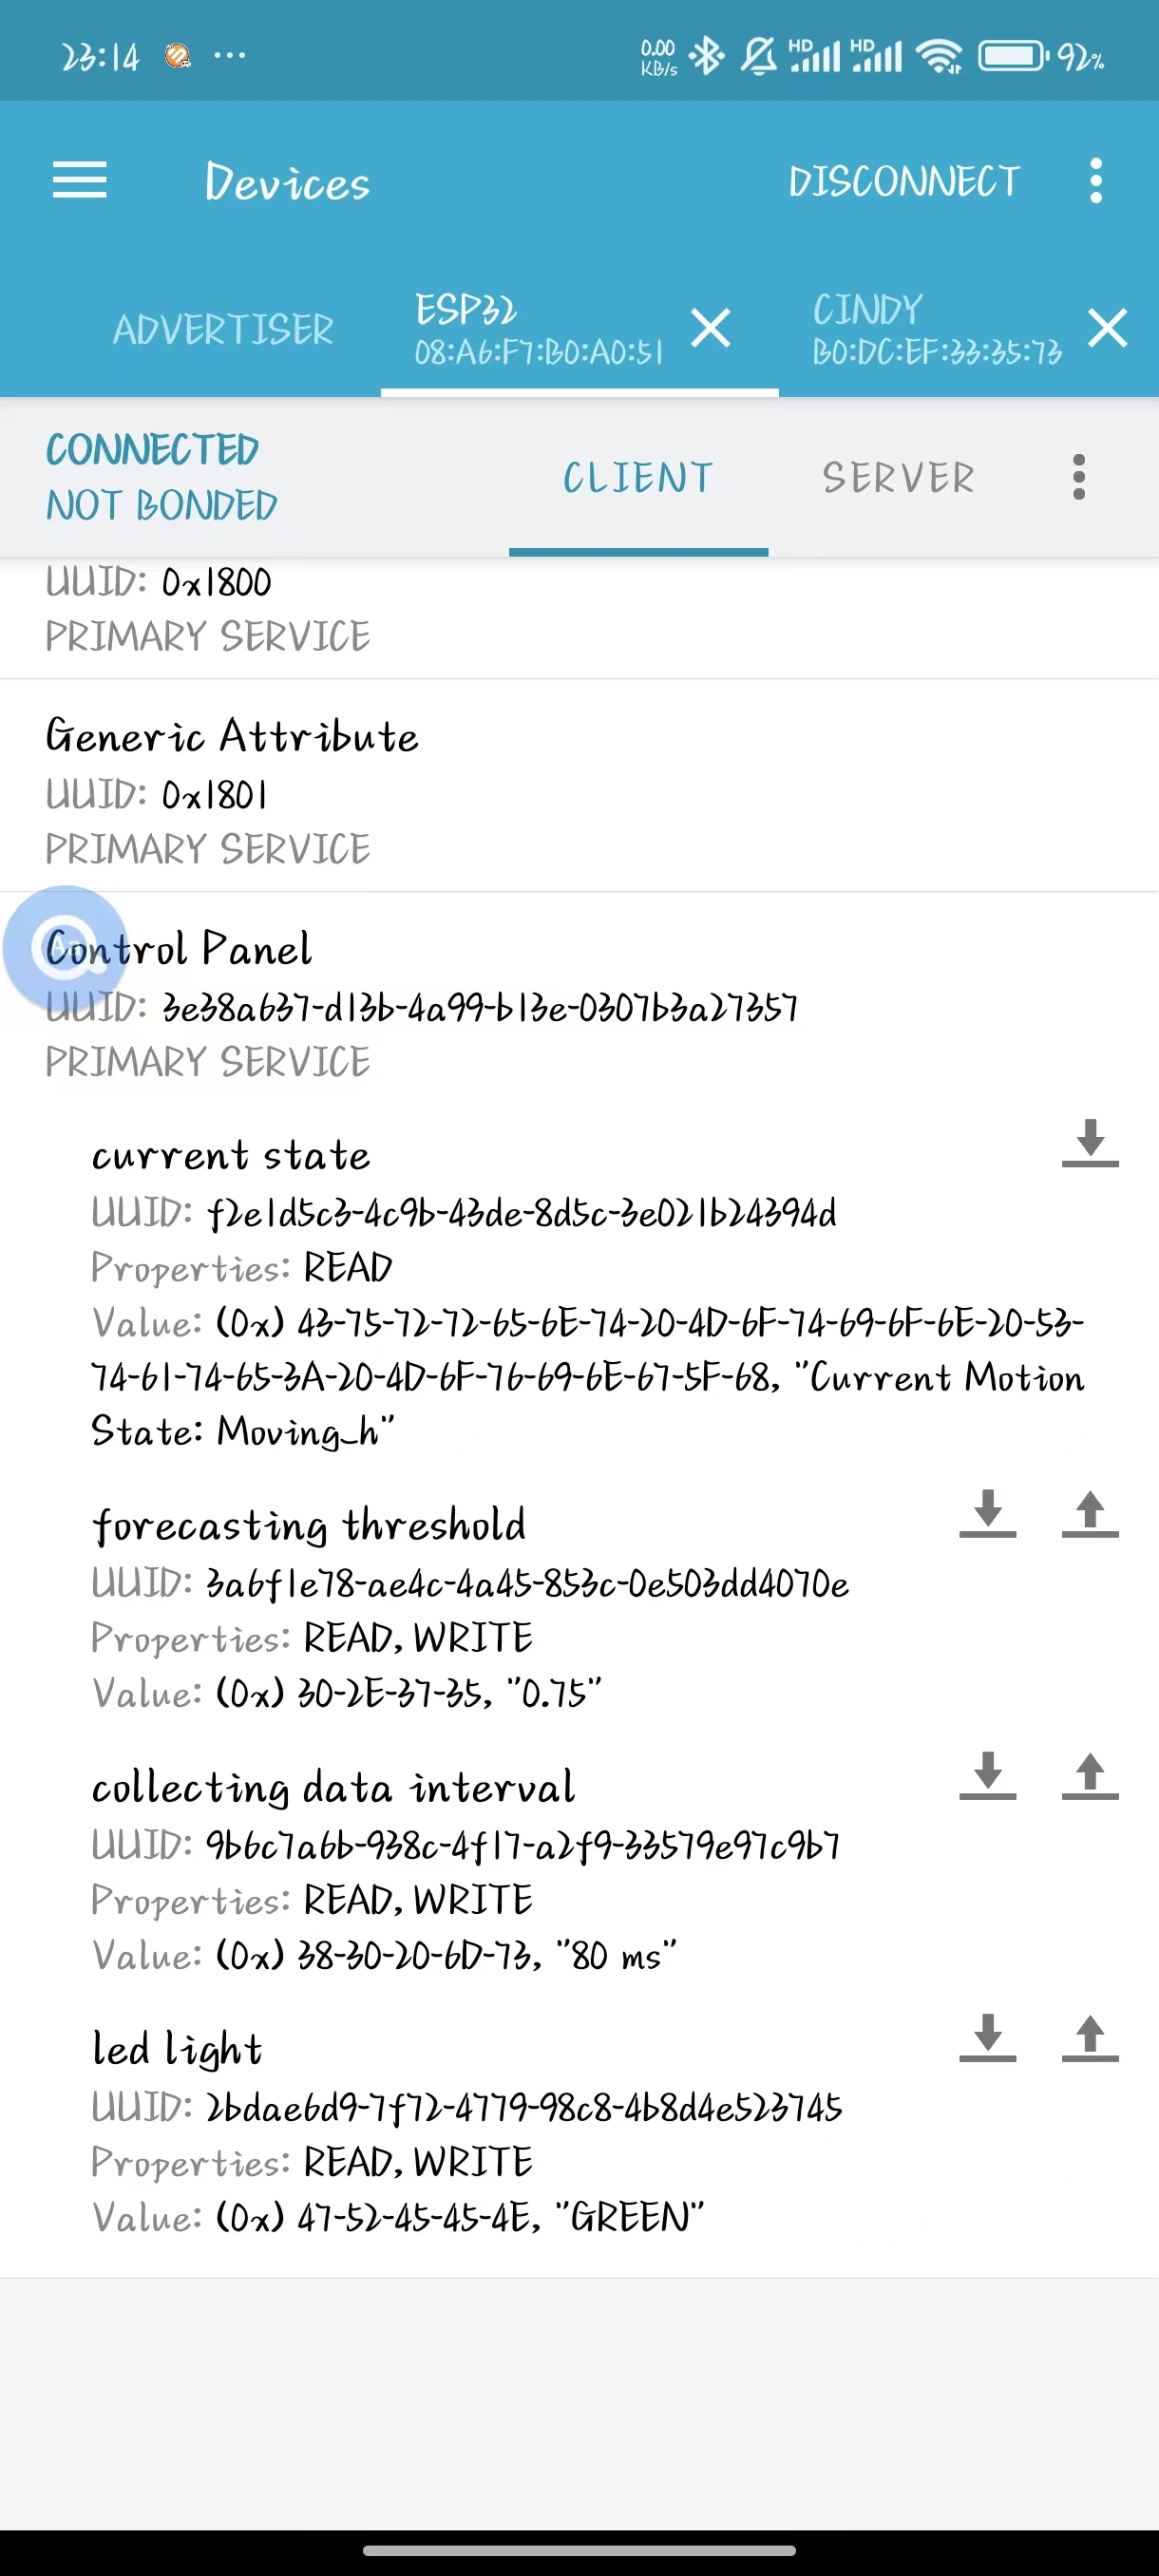 23:14 ...
0.00 KB/s HD HD 92%
Devices DISCONNECT
ADVERTISER
ESP32
08:A6:F7:B0:A0:51
CINDY
B0:DC:EF:33:35:73
CONNECTED
NOT BONDED
CLIENT SERVER
UUID: 0x1800
PRIMARY SERVICE
Generic Attribute
UUID: 0x1801
PRIMARY SERVICE
Control Panel
UUID: 3e38a637-d13b-4a99-b13e-0307b3a27357
PRIMARY SERVICE
current state
UUID: f2e1d5c3-4c9b-43de-8d5c-3e021b24394d
Properties: READ
Value: (0x) 43-75-72-72-65-6E-74-20-4D-6F-74-69-6F-6E-20-53-
74-61-74-65-3A-20-4D-6F-76-69-6E-67-5F-68, "Current Motion
State: Moving_h"
forecasting threshold
UUID: 3a6f1e78-ae4c-4a45-853c-0e503dd4070e
Properties: READ, WRITE
Value: (0x) 30-2E-37-35, "0.75"
collecting data interval
UUID: 9b6c7a6b-938c-4f17-a2f9-33579e97c9b7
Properties: READ, WRITE
Value: (0x) 38-30-20-6D-73, "80 ms"
led light
UUID: 2bdae6d9-7f72-4779-98c8-4b8d4e523745
Properties: READ, WRITE
Value: (0x) 47-52-45-45-4E, "GREEN"